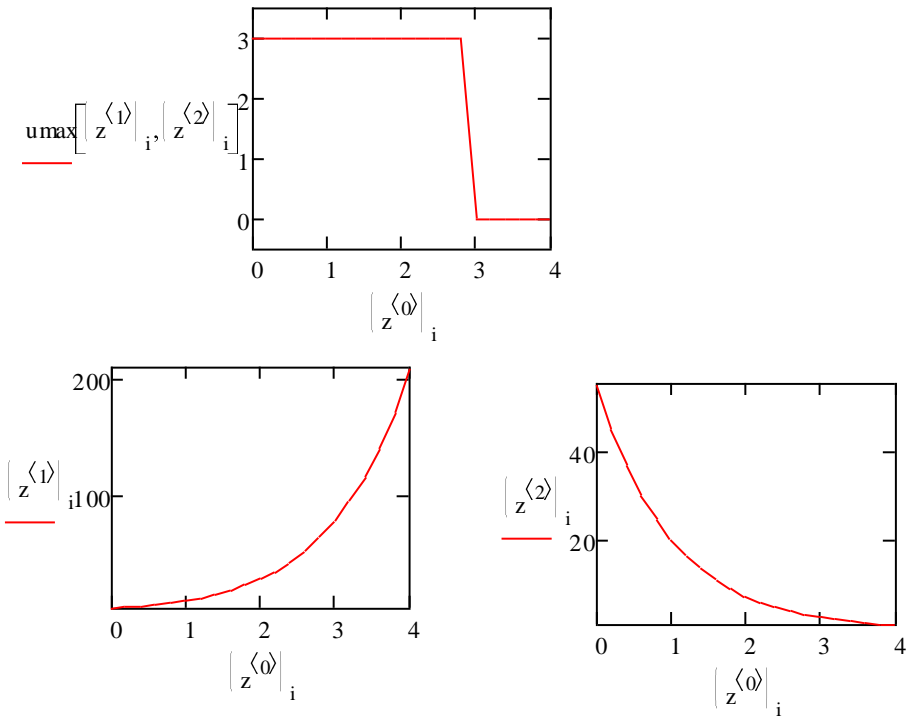 3
2
1
0
umax[(z⟨1⟩)i,(z⟨2⟩)i]
0 1 2 3 4
(z⟨0⟩)i
200
100
(z⟨1⟩)i
0 1 2 3 4
(z⟨0⟩)i
40
20
(z⟨2⟩)i
0 1 2 3 4
(z⟨0⟩)i